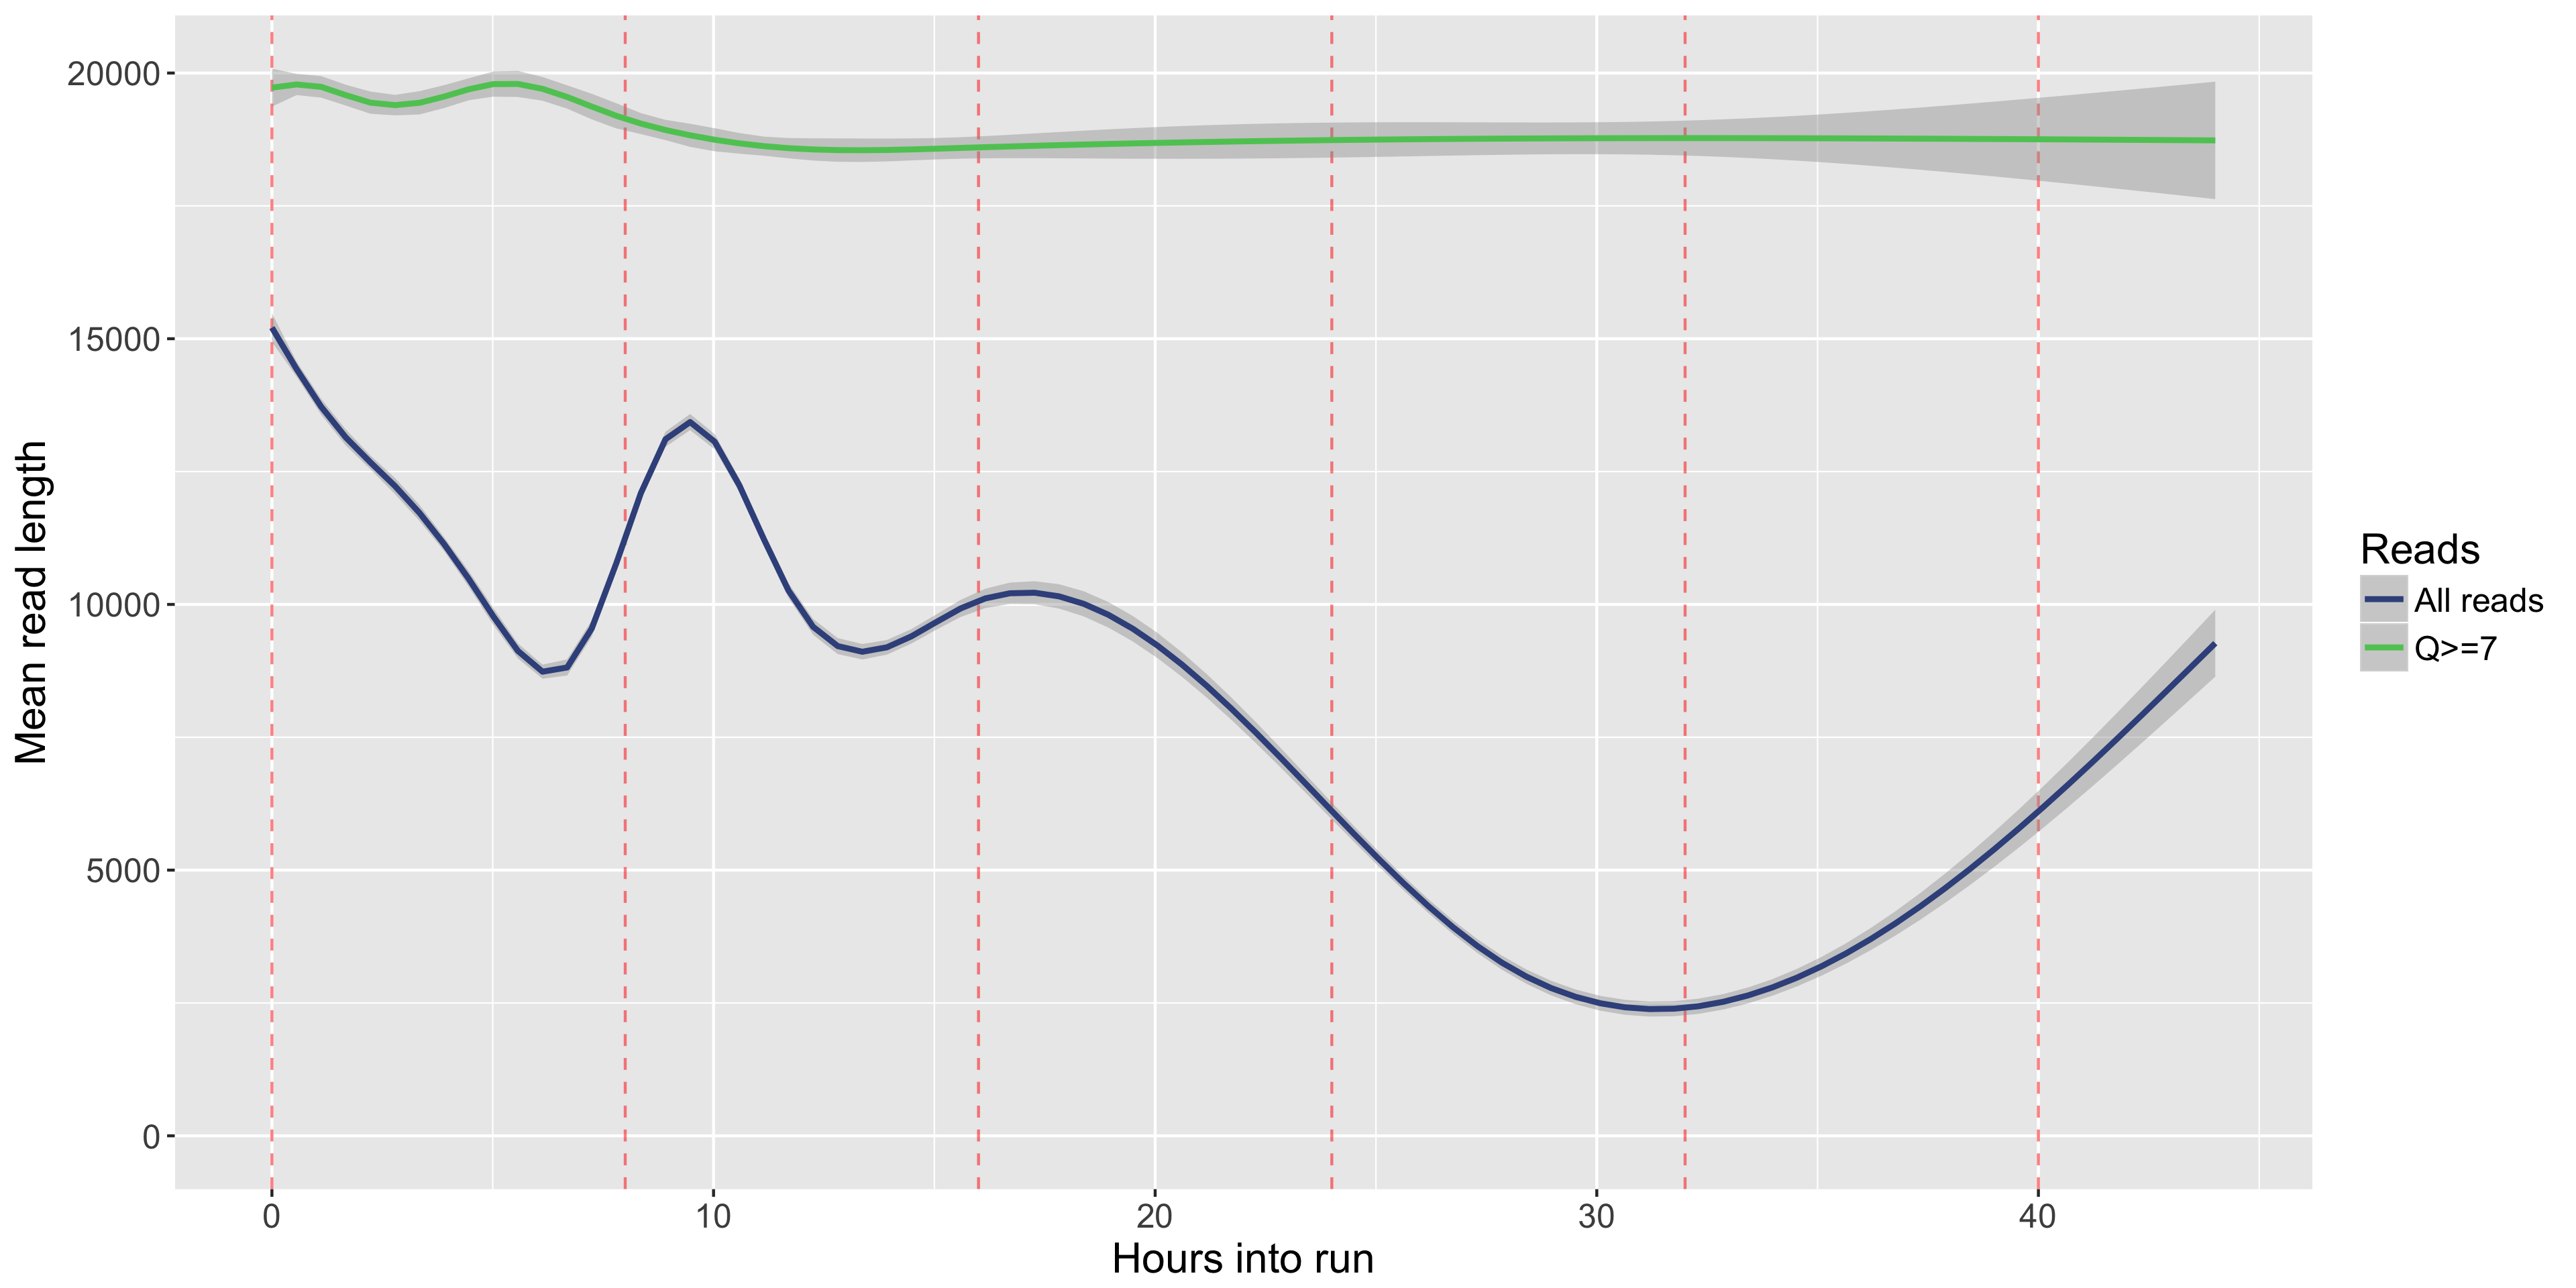 Mean read length
20000
15000
10000
5000
0
0 10 20 30 40
Hours into run
Reads
All reads
Q>=7